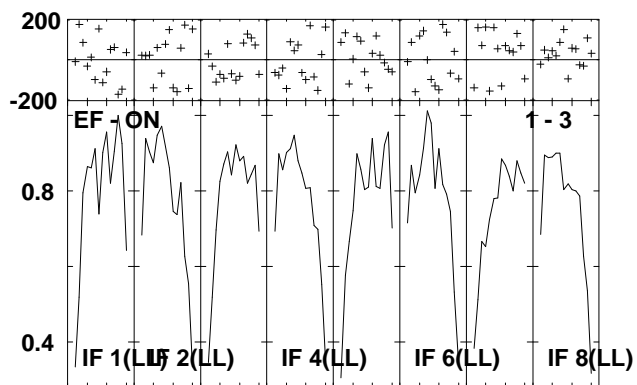 200
-200
EF - ON 1 - 3
0.8
0.4
IF 1(LL) IF 2(LL) IF 4(LL) IF 6(LL) IF 8(LL)